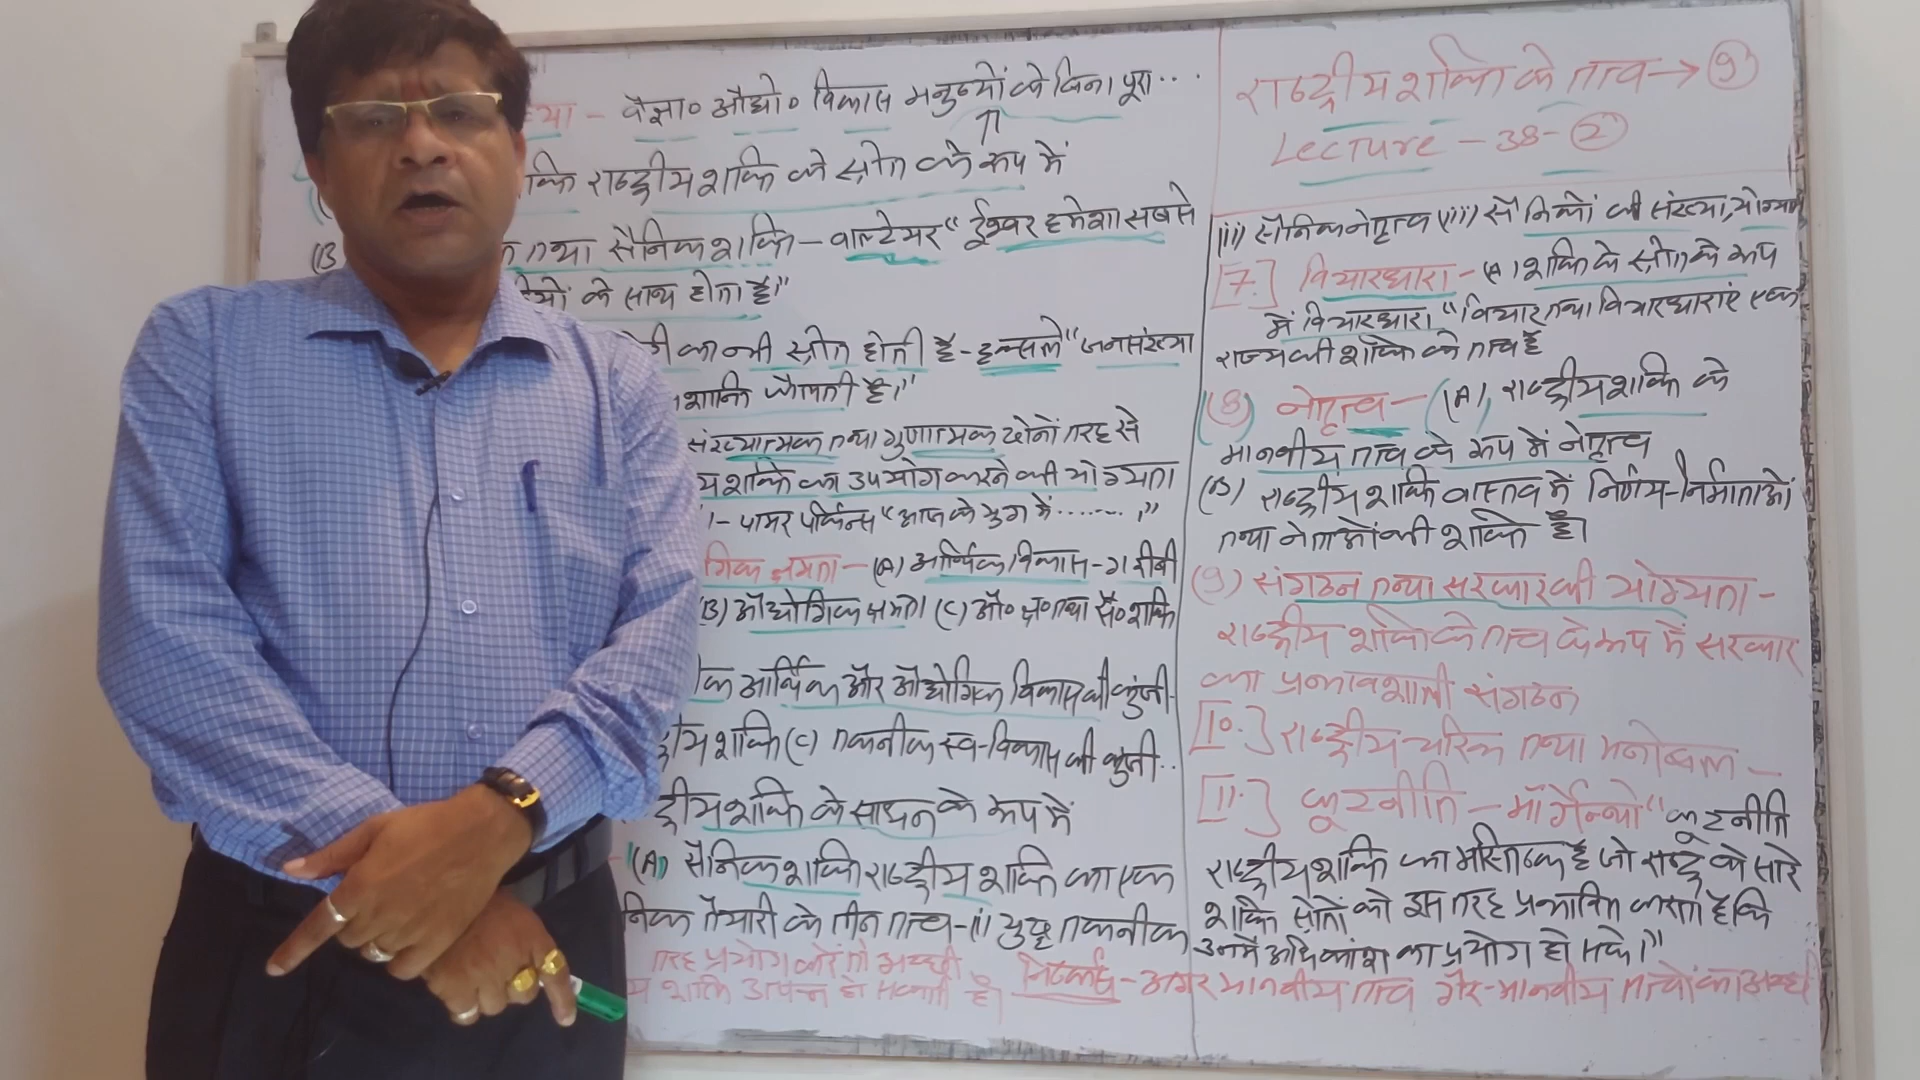 या - वैज्ञा० औद्यो० विकास मनुष्यों के बिना पूरा...
कि राष्ट्रीय शक्ति के स्रोत के रूप में
(B तथा सैनिक शक्ति - वाल्टेयर "ईश्वर हमेशा सबसे
के साथ होता है।"
का भी स्रोत होती है - हक्सले "जनसंख्या
शान्ति फैलाती है।"
संख्यात्मक तथा गुणात्मक दोनों तरह से
य शक्ति का उपयोग करने की योग्यता
- पामर पर्किन्स "आज के युग में ......."
गिक क्षमता - (A) आर्थिक विकास - गरीबी
(B) औद्योगिक क्षमता (C) औ० क्ष० तथा सै० शक्ति
क आर्थिक और औद्योगिक विकास की कुंजी
ीय शक्ति (C) तकनीक स्व-विकास की कुंजी..
ीय शक्ति के साधन के रूप में
(A) सैनिक शक्ति राष्ट्रीय शक्ति का एक
निक तैयारी के तीन तत्व - (i) युद्ध तकनीक
तरह प्रयोग करें तो अच्छी
य शक्ति उत्पन्न हो सकती है।
राष्ट्रीय शक्ति के तत्व → (9)
Lecture - 38 - (2)
(ii) सैनिक नेतृत्व (iii) सैनिकों की संख्या, योग्यता
[7.] विचारधारा - (A) शक्ति के स्रोत के रूप
में विचारधारा "विचार तथा विचारधाराएं एक
राज्य की शक्ति के तत्व हैं
(8) नेतृत्व - (A) राष्ट्रीय शक्ति के
मानवीय तत्व के रूप में नेतृत्व
(B) राष्ट्रीय शक्ति वास्तव में निर्णय-निर्माताओं
तथा नेताओं की शक्ति है।
(9) संगठन तथा सरकार की योग्यता -
राष्ट्रीय शक्ति के तत्व के रूप में सरकार
का प्रभावशाली संगठन
[10.] राष्ट्रीय चरित्र तथा मनोबल -
[11.] कूटनीति - मॉर्गेन्थो "कूटनीति
राष्ट्रीय शक्ति का मस्तिष्क है जो राष्ट्र के सारे
शक्ति स्रोतों को इस तरह प्रभावित करता है कि
उनमें अधिकांश का प्रयोग हो सके।"
निष्कर्ष - अगर मानवीय तत्व गैर-मानवीय तत्वों का अच्छी